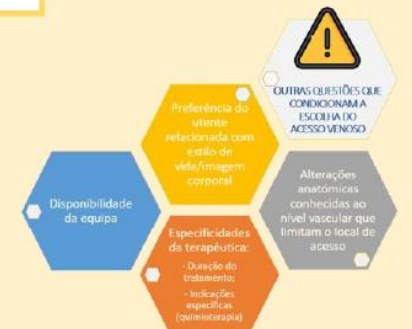 OUTRAS QUESTÕES QUE
CONDICIONAM A
ESCOLHA DO
ACESSO VENOSO
Preferência do
utente
relacionada com
estilo de
vida/imagem
corporal
Disponibilidade
da equipa
Alterações
anatómicas
conhecidas ao
nível vascular que
limitam o local de
acesso
Especificidades
da terapêutica:
- Duração do
tratamento;
- Indicações
específicas
(quimioterapia)